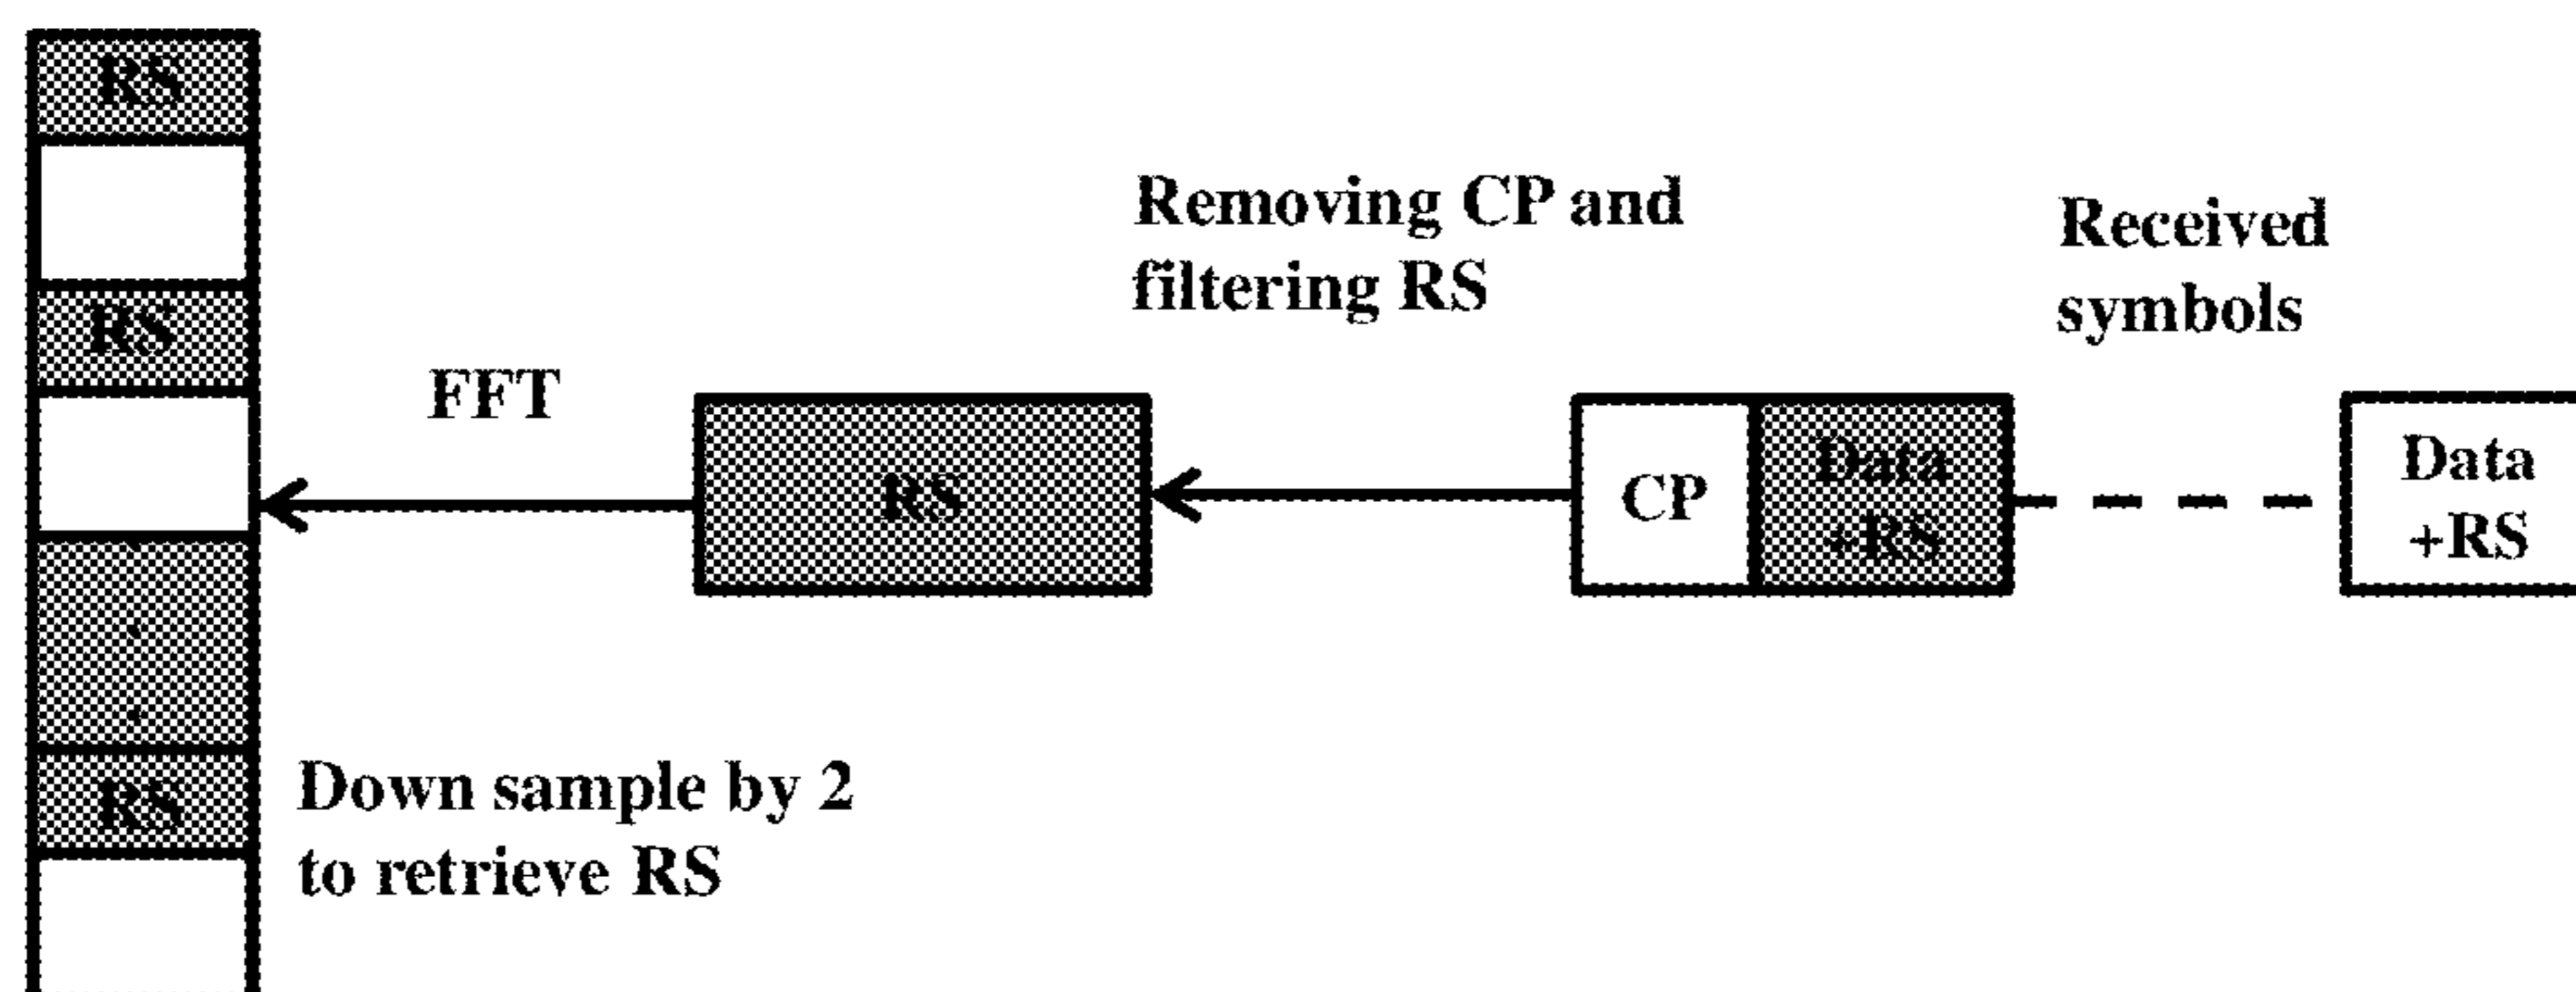 RS
RS
RS
FFT
Down sample by 2
to retrieve RS
Removing CP and
filtering RS
RS
CP
Data
+RS
Received
symbols
Data
+RS